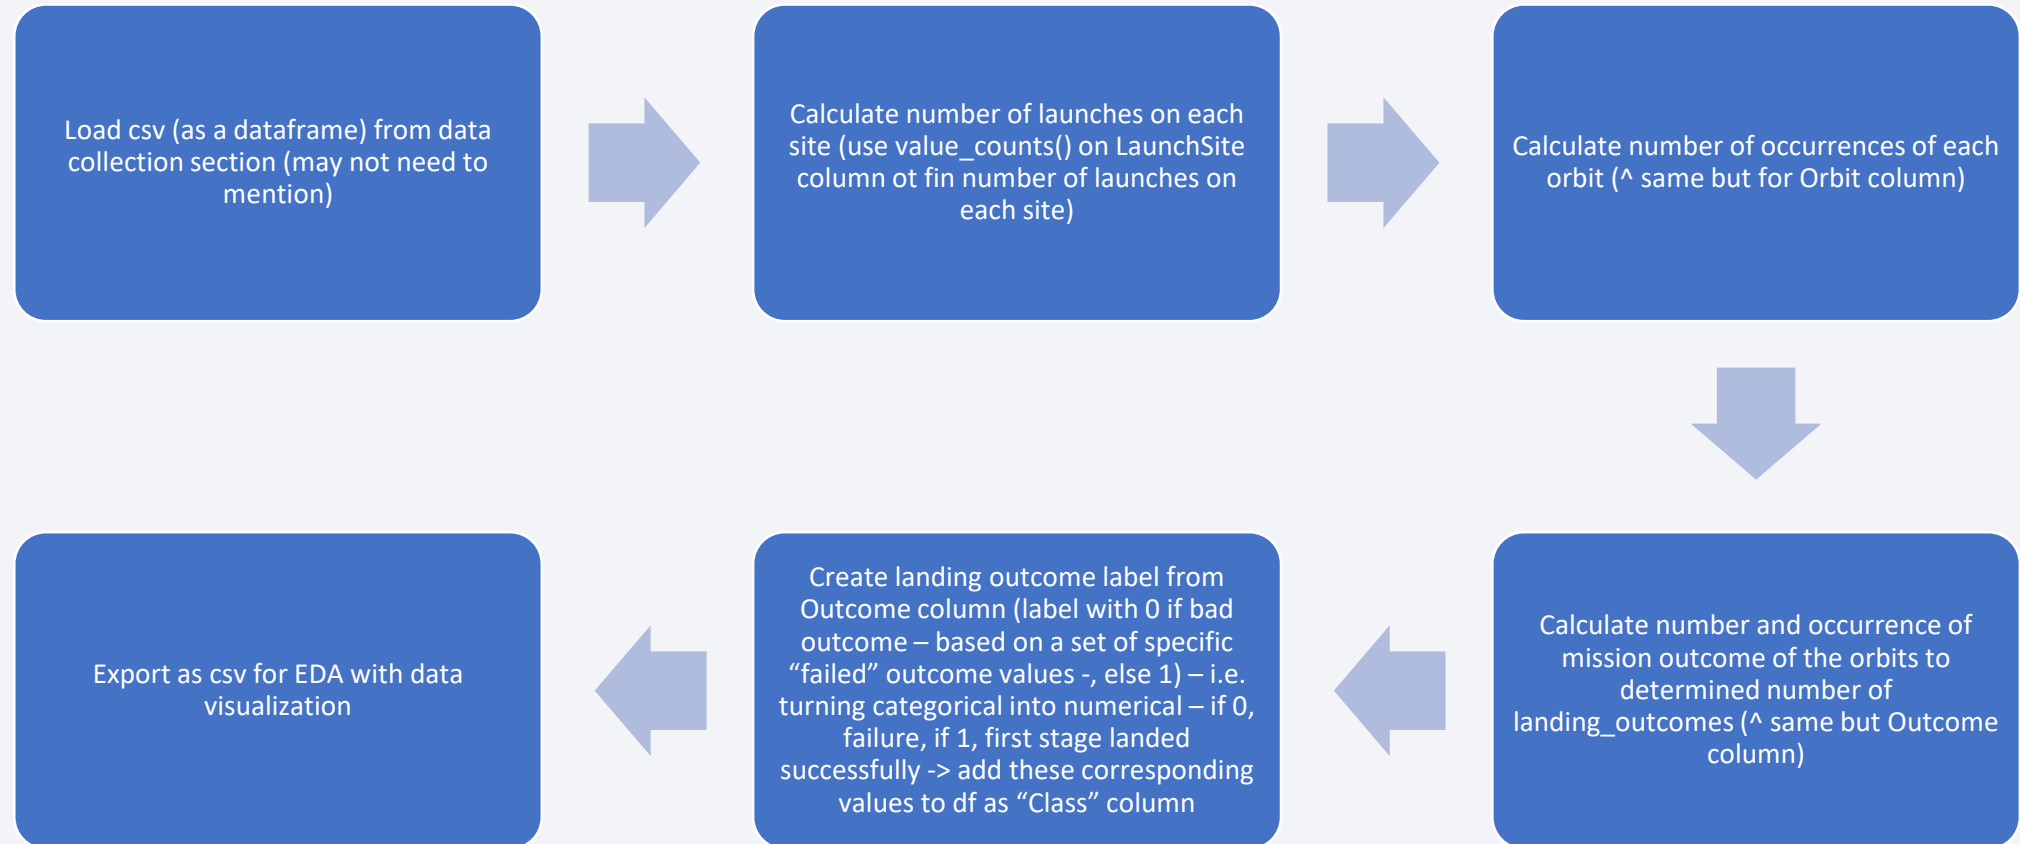 Load csv (as a dataframe) from data
collection section (may not need to
mention)
Calculate number of launches on each
site (use value_counts() on LaunchSite
column ot fin number of launches on
each site)
Calculate number of occurrences of each
orbit (^ same but for Orbit column)
Calculate number and occurrence of
mission outcome of the orbits to
determined number of
landing_outcomes (^ same but Outcome
column)
Create landing outcome label from
Outcome column (label with 0 if bad
outcome – based on a set of specific
“failed” outcome values -, else 1) – i.e.
turning categorical into numerical – if 0,
failure, if 1, first stage landed
successfully -> add these corresponding
values to df as “Class” column
Export as csv for EDA with data
visualization